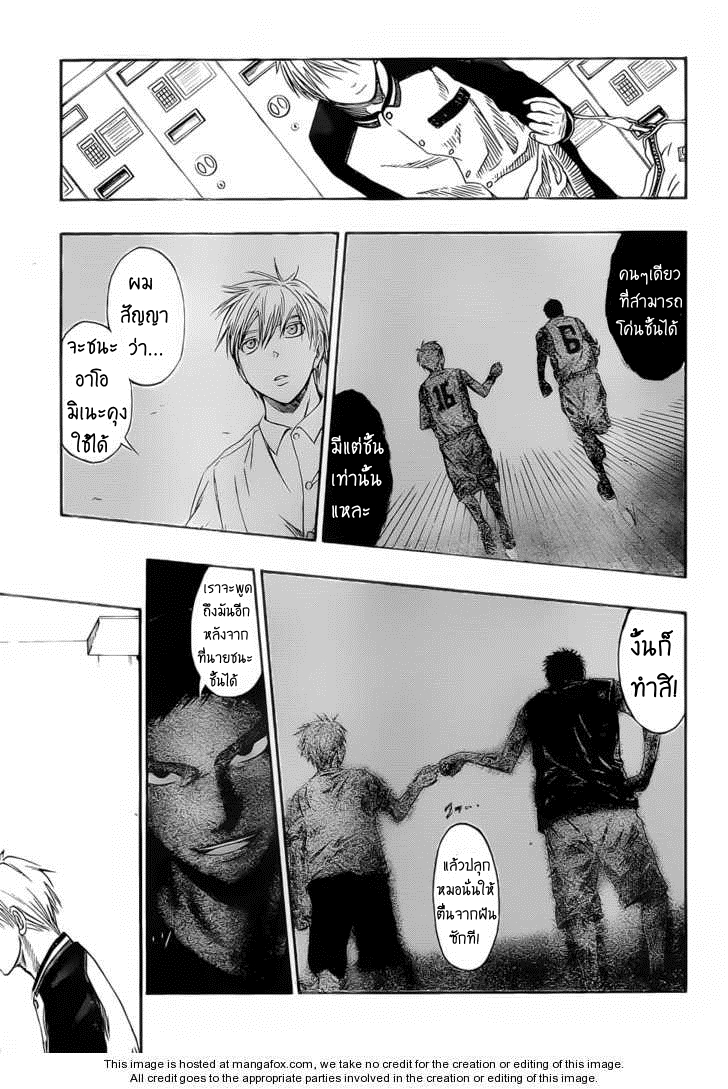 คนๆเดียว
ที่สามารถ
โค่นชั้นได้
6
16
มีแต่ชั้น
เท่านั้น
แหละ
ผม
สัญญา
ว่า...
จะชนะ
อาโอ
มิเนะคุง
ให้ได้
งั้นก็
ทำสิ!
แล้วปลุก
หมอนั่นให้
ตื่นจากฝัน
ซักที!
เราจะพูด
ถึงมันอีก
หลังจาก
ที่นายชนะ
ชั้นได้
This image is hosted at mangafox.com, we take no credit for the creation or editing of this image.
All credit goes to the appropriate parties involved in the creation or editing of this image.